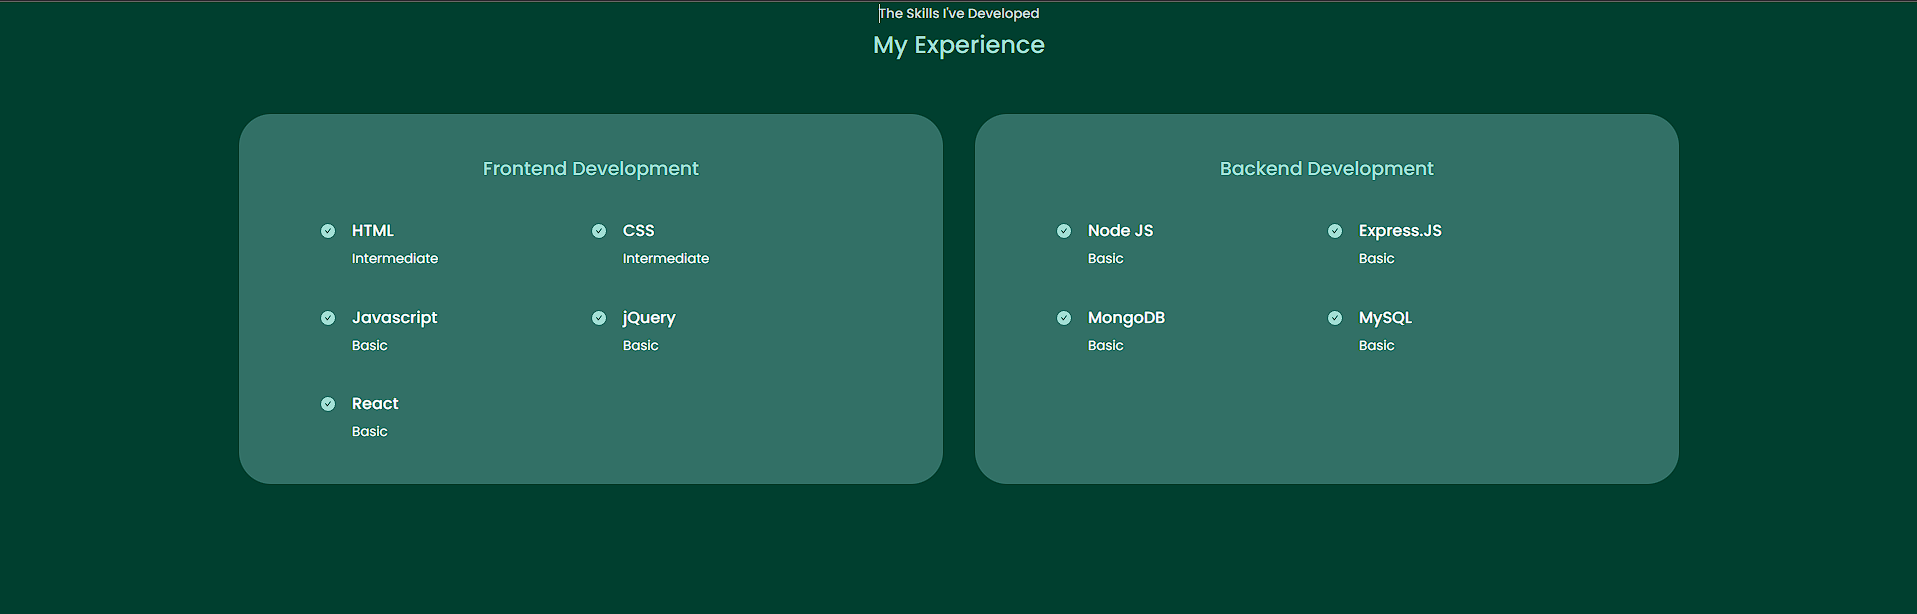 The Skills I've Developed
My Experience
Frontend Development
HTML
Intermediate
CSS
Intermediate
Javascript
Basic
jQuery
Basic
React
Basic
Backend Development
Node JS
Basic
Express.JS
Basic
MongoDB
Basic
MySQL
Basic